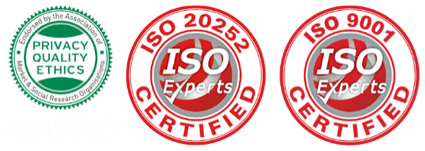 Endorsed by the Association of
PRIVACY
QUALITY
ETHICS
Market & Social Research Organisations
ISO 20252
ISO
Experts
CERTIFIED
ISO 9001
ISO
Experts
CERTIFIED